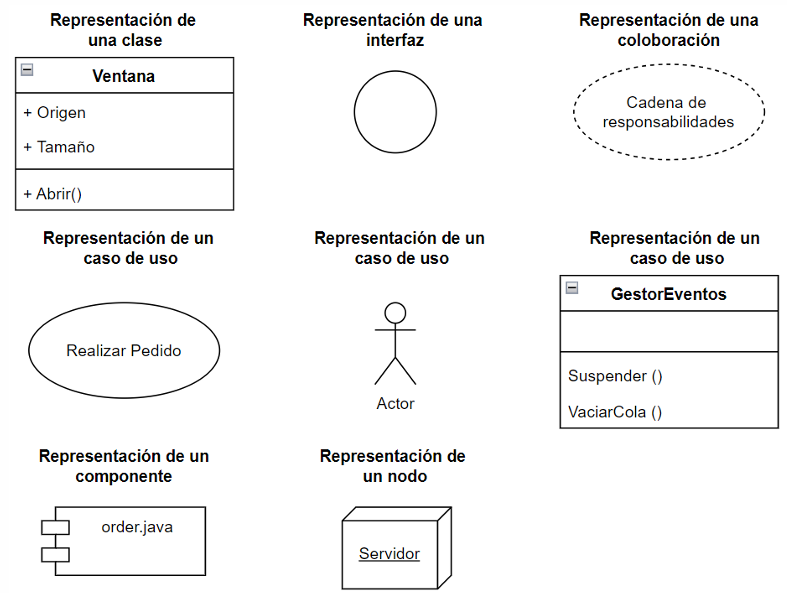 Representación de
una clase
Ventana
+ Origen
+ Tamaño
+ Abrir()
Representación de una
interfaz
Representación de una
coloboración
Cadena de
responsabilidades
Representación de un
caso de uso
Realizar Pedido
Representación de un
caso de uso
Actor
Representación de un
caso de uso
GestorEventos
Suspender ()
VaciarCola ()
Representación de un
componente
order.java
Representación de
un nodo
Servidor